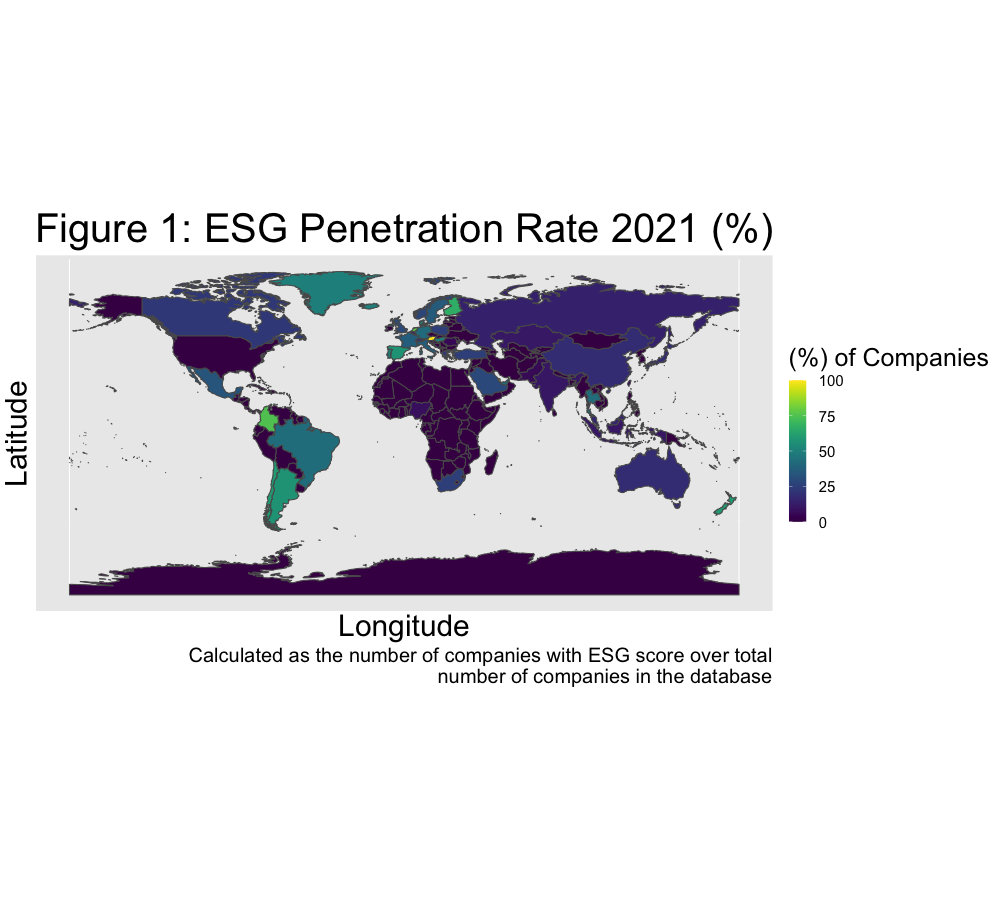 Figure 1: ESG Penetration Rate 2021 (%)
Latitude
(%) of Companies
100
75
50
25
0
Longitude
Calculated as the number of companies with ESG score over total
number of companies in the database